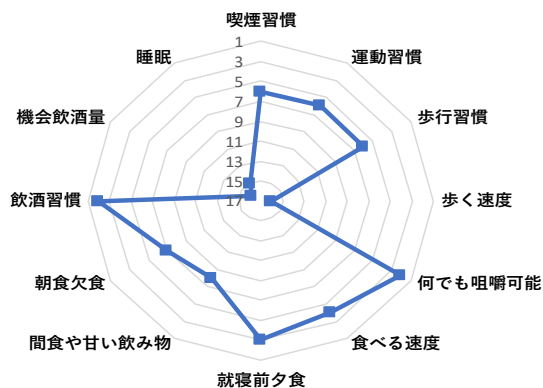 喫煙習慣
運動習慣
歩行習慣
歩く速度
何でも咀嚼可能
食べる速度
就寝前夕食
間食や甘い飲み物
朝食欠食
飲酒習慣
機会飲酒量
睡眠
1
3
5
7
9
11
13
15
17